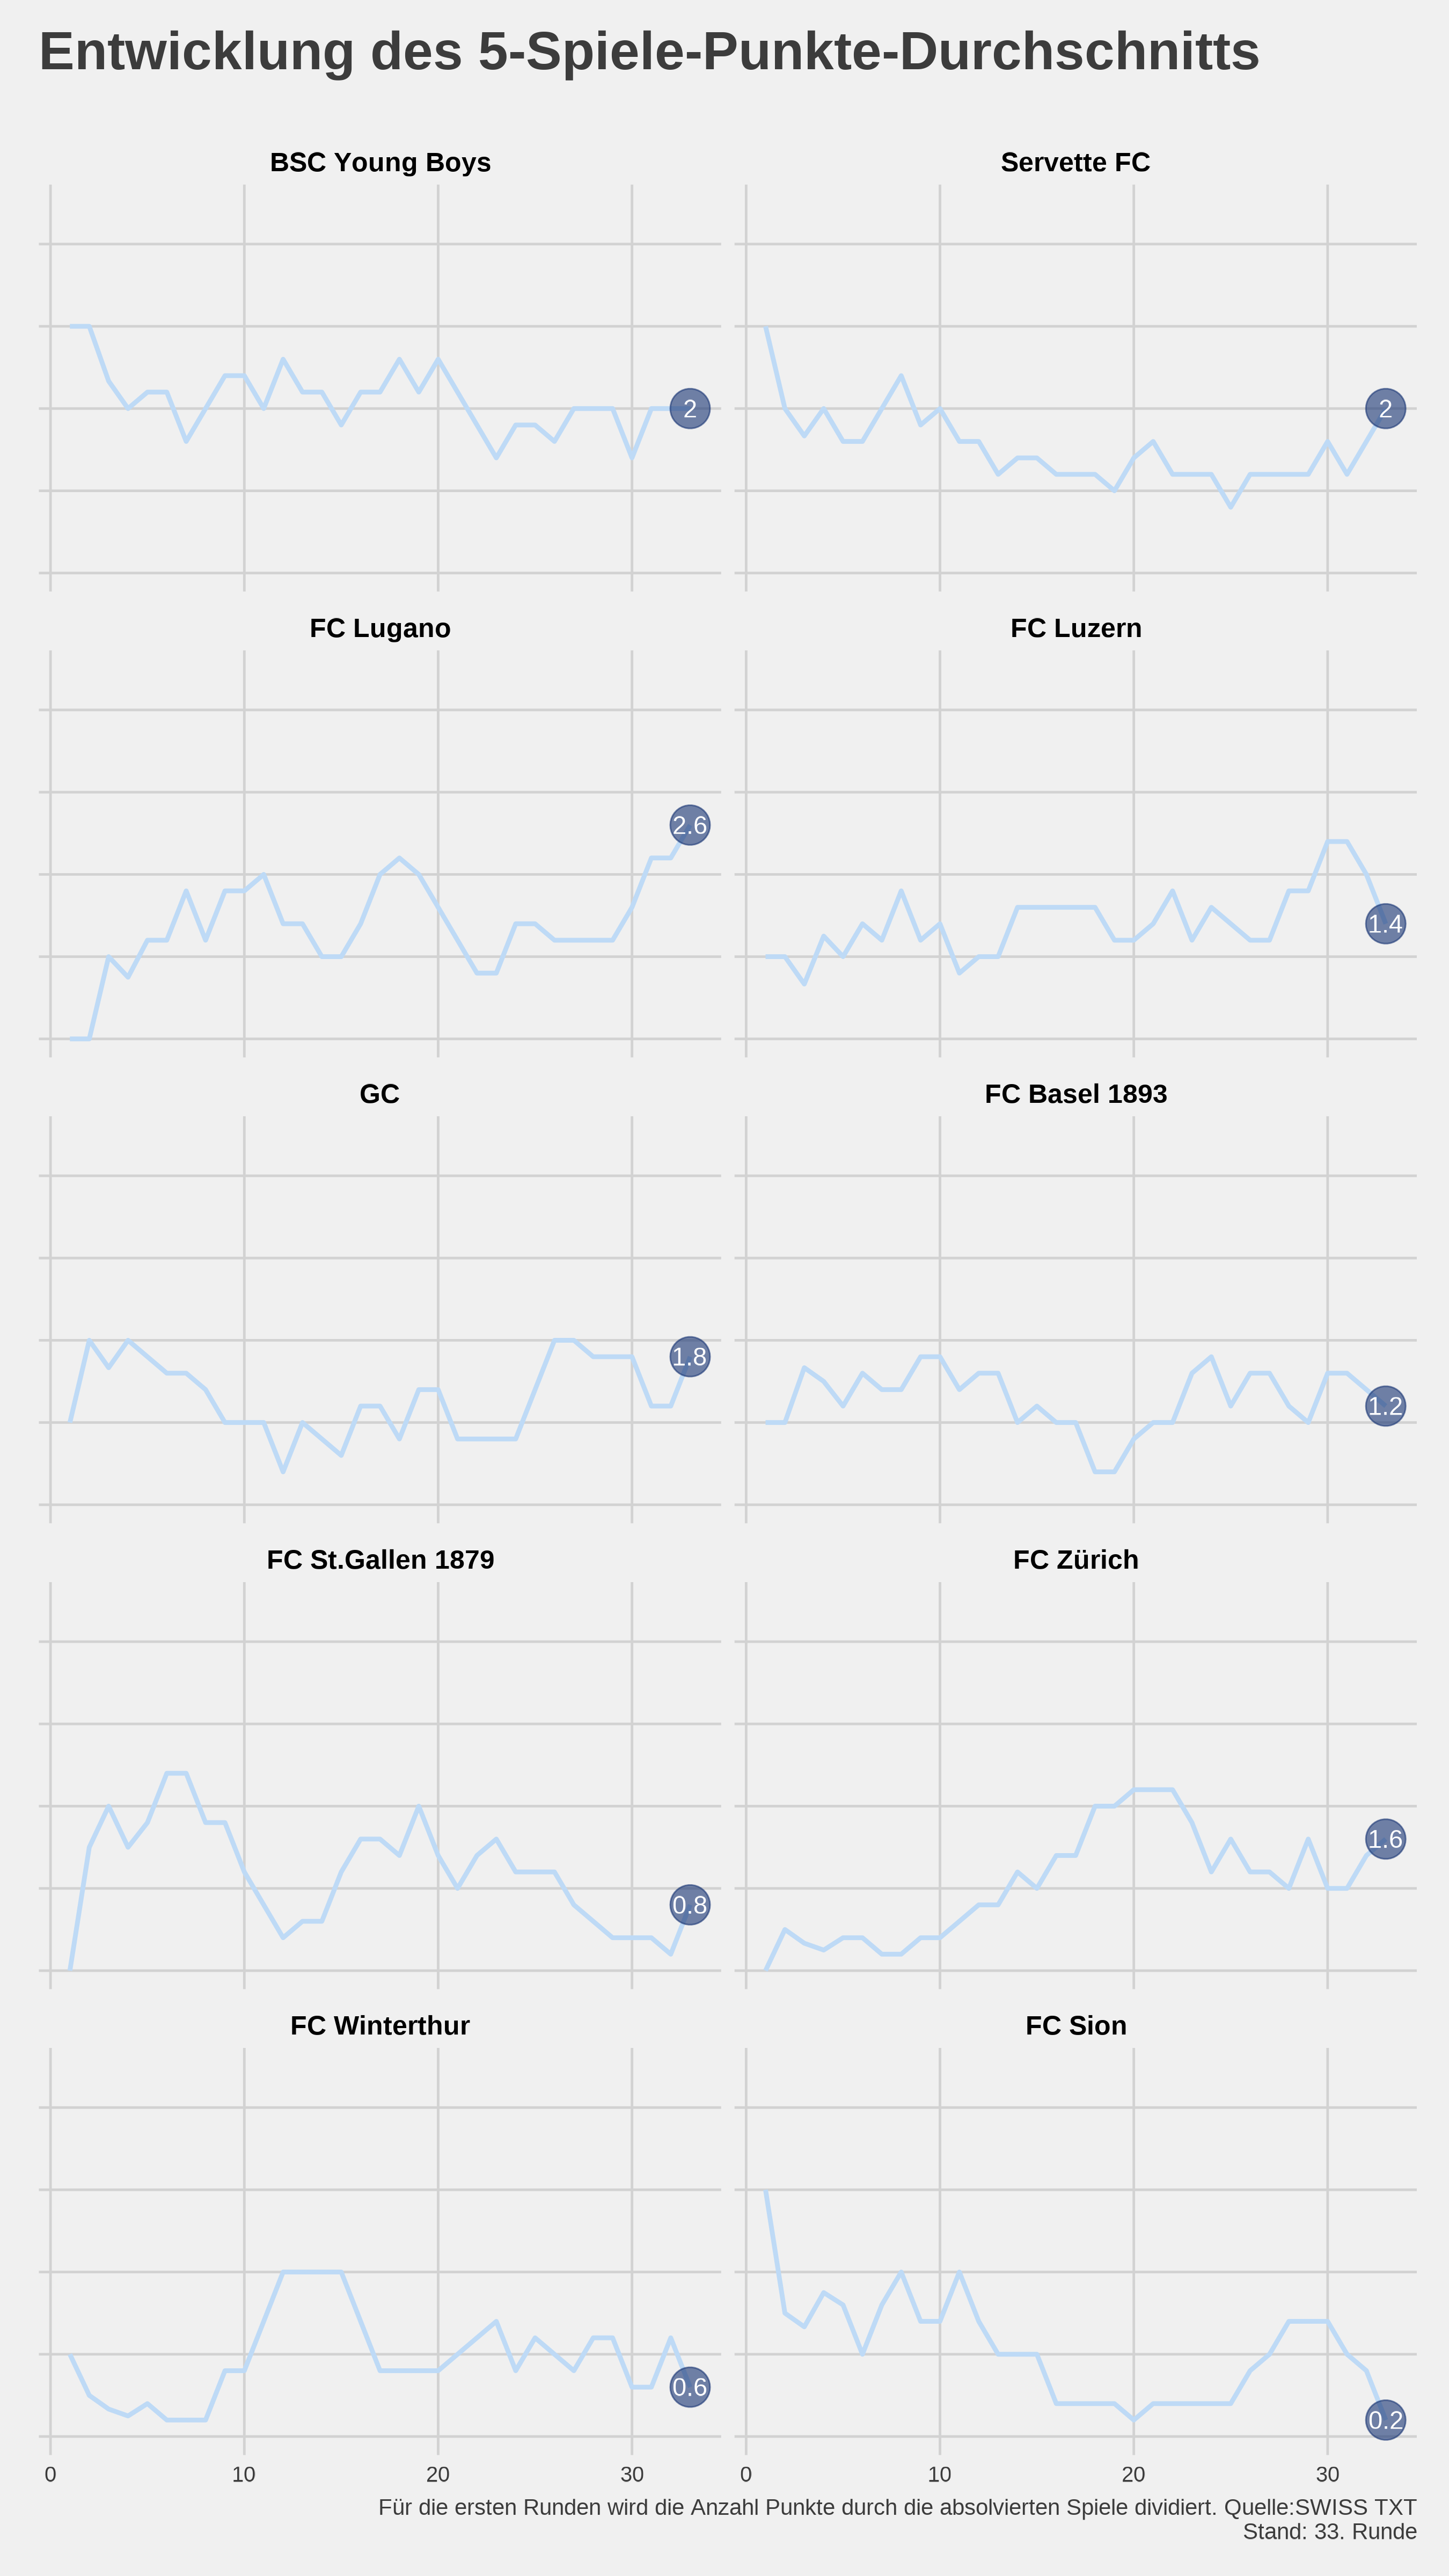 Entwicklung des 5-Spiele-Punkte-Durchschnitts
BSC Young Boys
Servette FC
2
2
FC Lugano
FC Luzern
2.6
1.4
GC
FC Basel 1893
1.8
1.2
FC St.Gallen 1879
FC Zürich
0.8
1.6
FC Winterthur
FC Sion
0.6
0.2
0 10 20 30 0 10 20 30
Für die ersten Runden wird die Anzahl Punkte durch die absolvierten Spiele dividiert. Quelle:SWISS TXT
Stand: 33. Runde